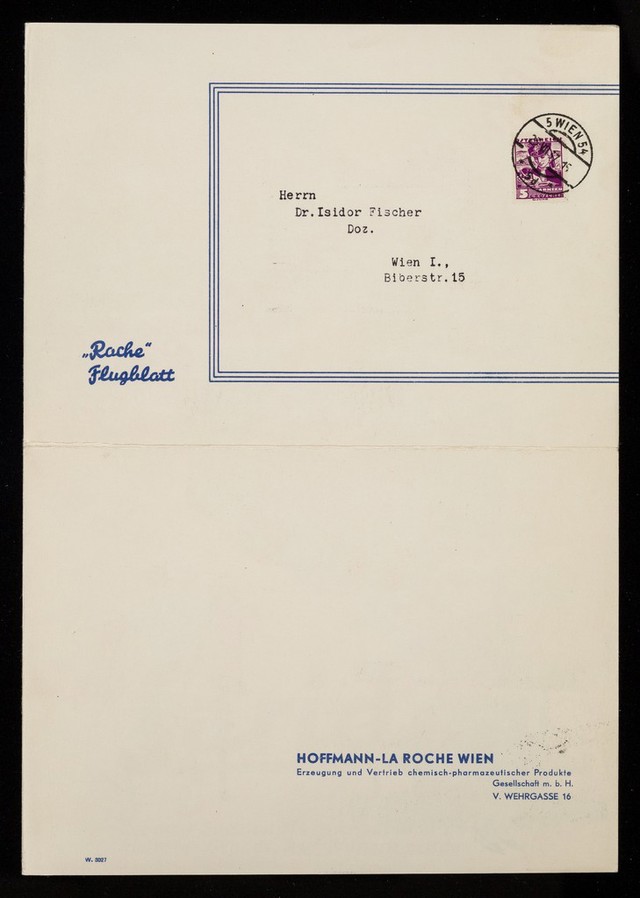 5 WIEN 54
5
Herrn
Dr. Isidor Fischer
Doz.
Wien I.,
Biberstr. 15
„Roche“
Flugblatt
HOFFMANN-LA ROCHE WIEN
Erzeugung und Vertrieb chemisch-pharmazeutischer Produkte
Gesellschaft m. b. H.
V. WEHRGASSE 16